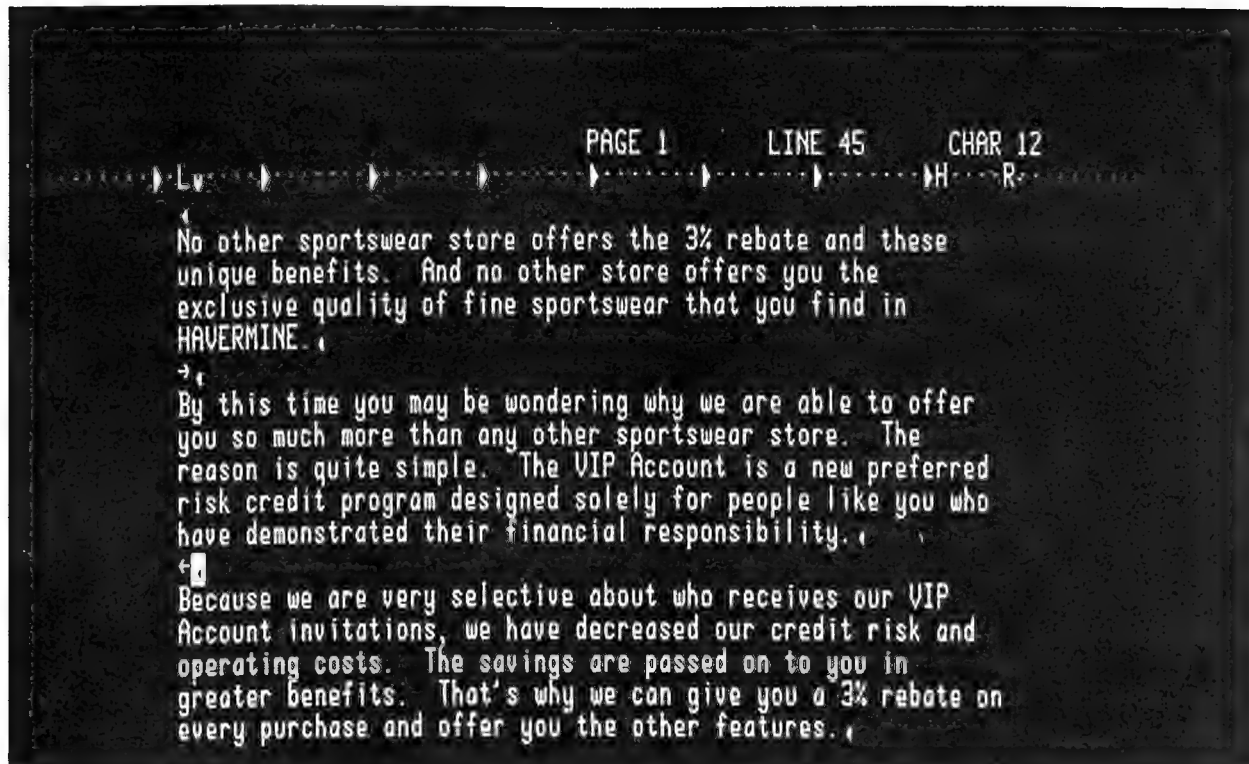 PAGE 1 LINE 45 CHAR 12
L H R
No other sportswear store offers the 3% rebate and these
unique benefits. And no other store offers you the
exclusive quality of fine sportswear that you find in
HAVERMINE.
→
By this time you may be wondering why we are able to offer
you so much more than any other sportswear store. The
reason is quite simple. The VIP Account is a new preferred
risk credit program designed solely for people like you who
have demonstrated their financial responsibility.
←
Because we are very selective about who receives our VIP
Account invitations, we have decreased our credit risk and
operating costs. The savings are passed on to you in
greater benefits. That's why we can give you a 3% rebate on
every purchase and offer you the other features.